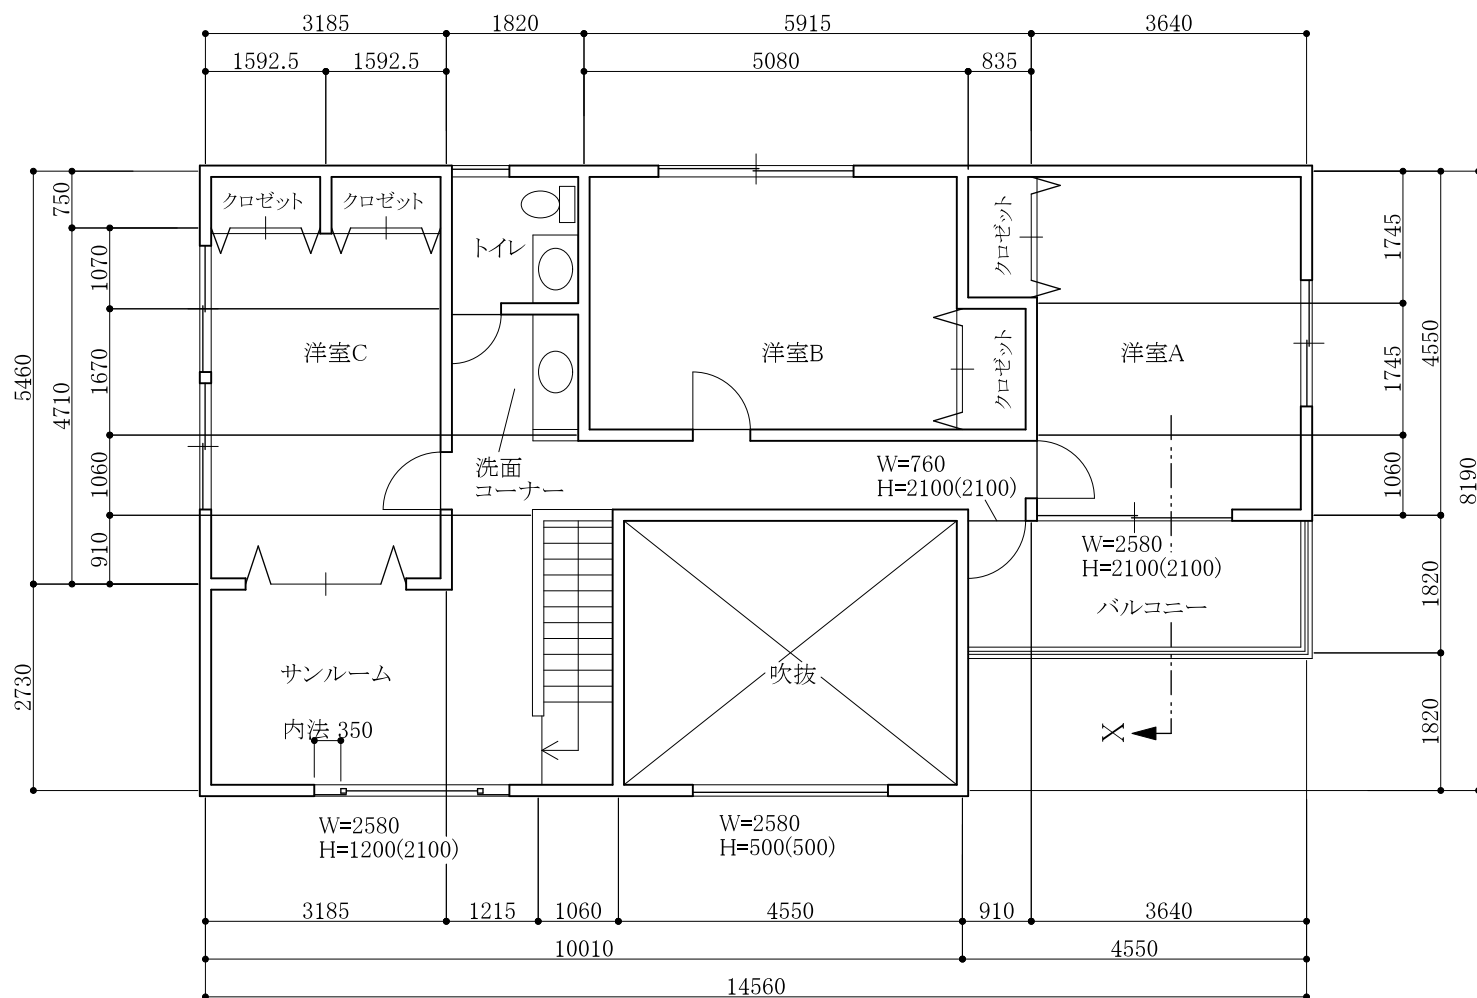 3185
1820
5915
3640
1592.5
1592.5
5080
835
750
1070
1670
1060
910
4710
5460
2730
クロゼット
クロゼット
トイレ
クロゼット
洋室C
洋室B
クロゼット
洋室A
1745
1745
1060
4550
1820
1820
8190
洗面
コーナー
W=760
H=2100(2100)
W=2580
H=2100(2100)
バルコニー
サンルーム
吹抜
内法 350
X
W=2580
H=1200(2100)
W=2580
H=500(500)
3185
1215
1060
4550
910
3640
10010
4550
14560